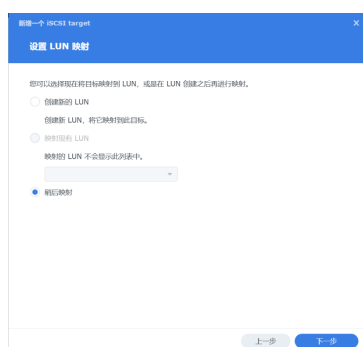 新增一个 iSCSI target
设置 LUN 映射
您可以选择现在将目标映射到 LUN，或是在 LUN 创建之后再进行映射。
创建新的 LUN
创建新 LUN，将它映射到此目标。
映射现有 LUN
映射的 LUN 不会显示此列表中。
稍后映射
上一步
下一步